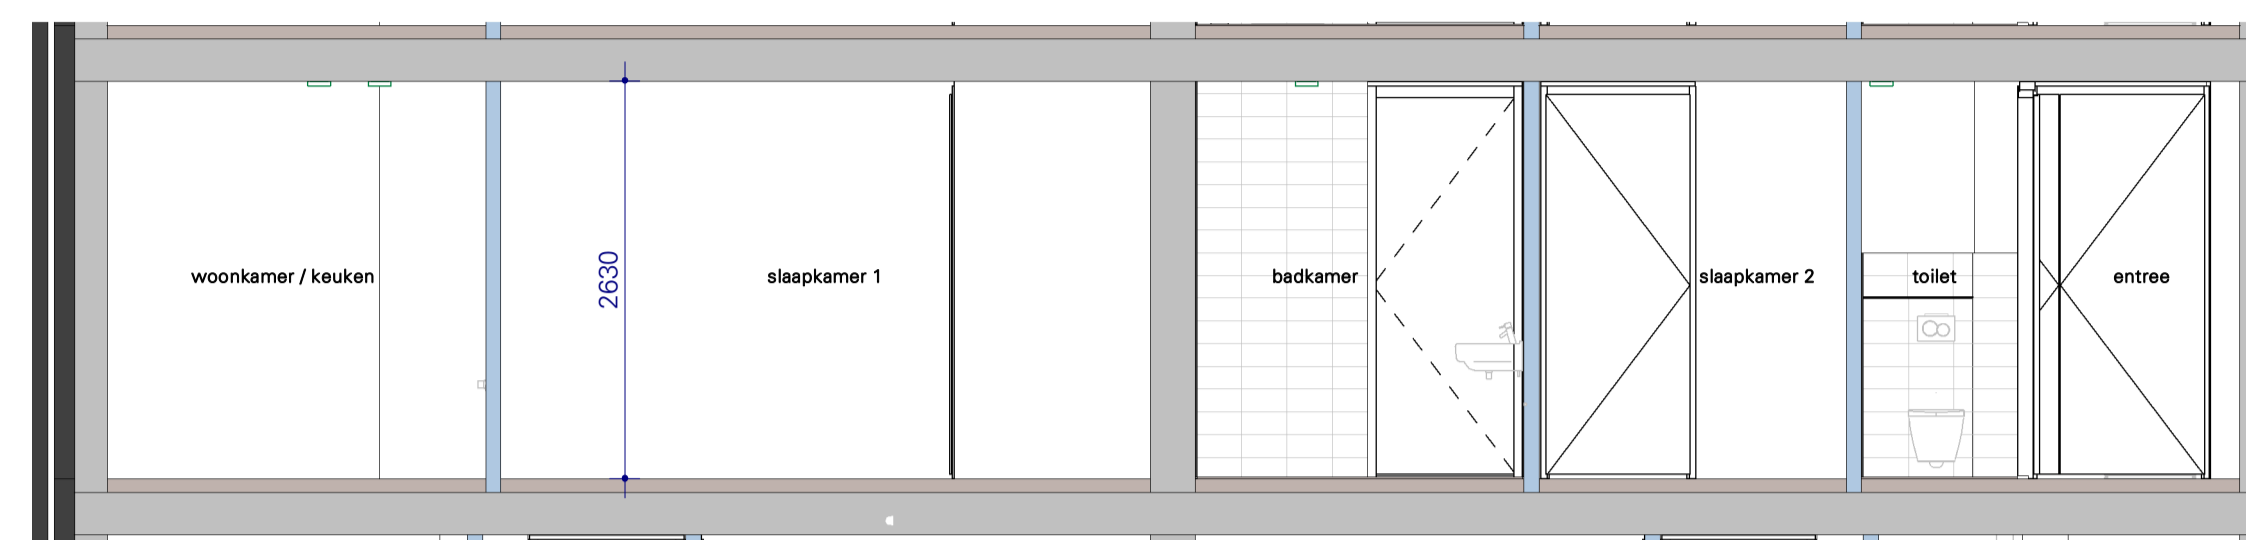 woonkamer / keuken
2630
slaapkamer 1
badkamer
slaapkamer 2
toilet
entree